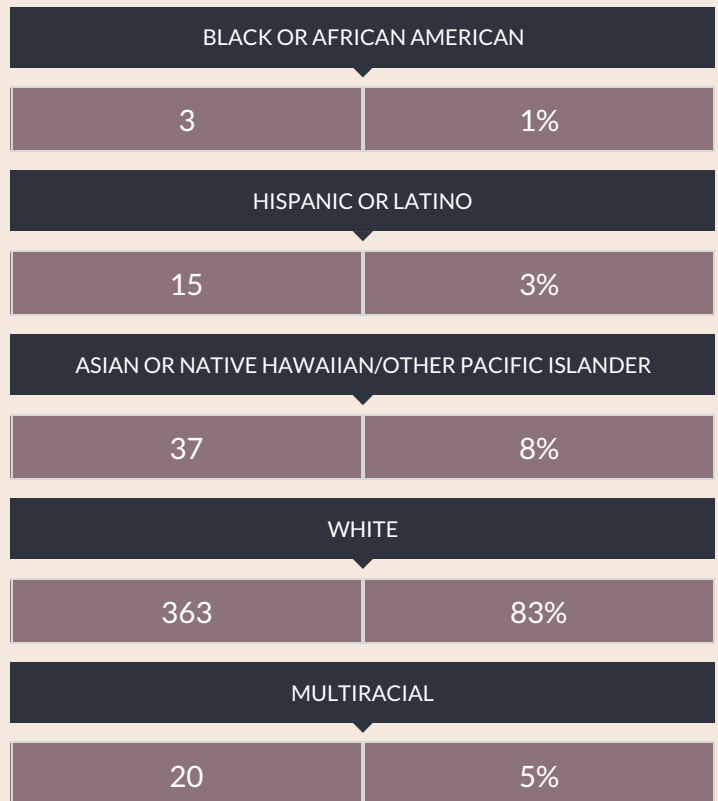 BLACK OR AFRICAN AMERICAN
3 1%
HISPANIC OR LATINO
15 3%
ASIAN OR NATIVE HAWAIIAN/OTHER PACIFIC ISLANDER
37 8%
WHITE
363 83%
MULTIRACIAL
20 5%